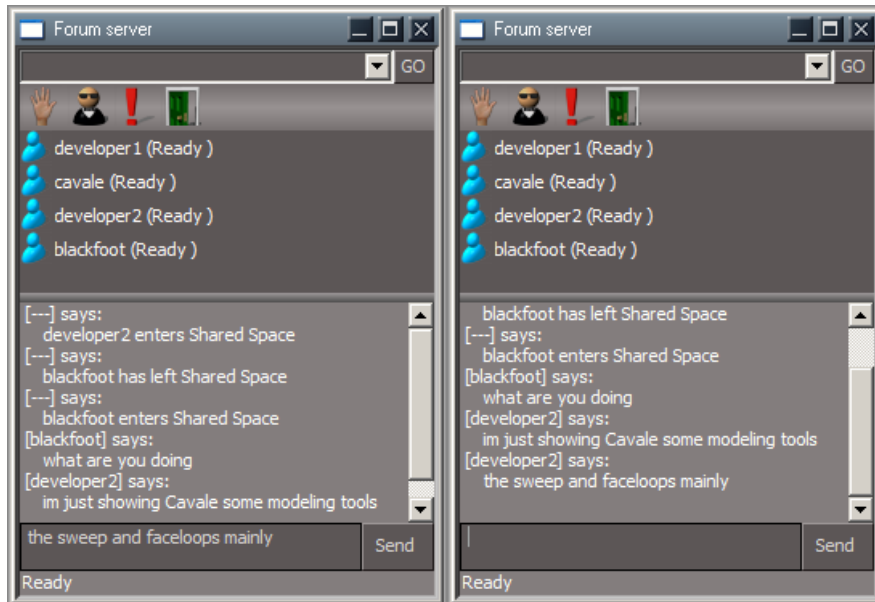 Forum server
GO
developer1 (Ready )
cavale (Ready )
developer2 (Ready )
blackfoot (Ready )
[---] says:
developer2 enters Shared Space
[---] says:
blackfoot has left Shared Space
[---] says:
blackfoot enters Shared Space
[blackfoot] says:
what are you doing
[developer2] says:
im just showing Cavale some modeling tools
the sweep and faceloops mainly
Send
Ready
Forum server
GO
developer1 (Ready )
cavale (Ready )
developer2 (Ready )
blackfoot (Ready )
blackfoot has left Shared Space
[---] says:
blackfoot enters Shared Space
[blackfoot] says:
what are you doing
[developer2] says:
im just showing Cavale some modeling tools
[developer2] says:
the sweep and faceloops mainly
Send
Ready